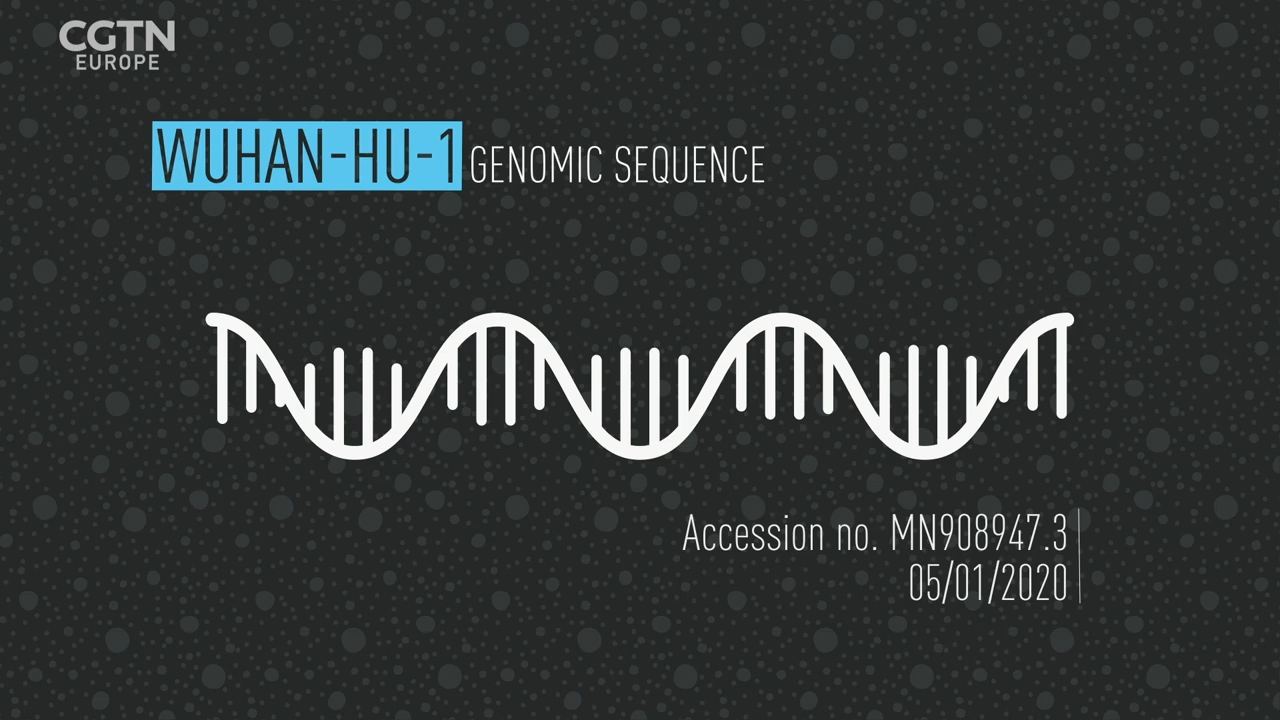 CGTN
EUROPE
WUHAN-HU-1 GENOMIC SEQUENCE
Accession no. MN908947.3
05/01/2020